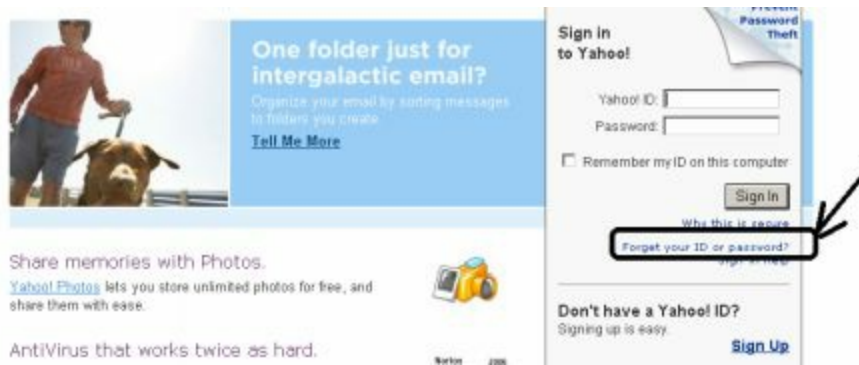 One folder just for
intergalactic email?
Organize your email by sorting messages
to folders you create.
Tell Me More
Share memories with Photos.
Yahoo! Photos lets you store unlimited photos for free, and
share them with ease.
AntiVirus that works twice as hard.
Norton 2006
Prevent
Password
Theft
Sign in
to Yahoo!
Yahoo! ID:
Password:
Remember my ID on this computer
Sign In
Why this is secure
Forget your ID or password?
Sign in help
Don't have a Yahoo! ID?
Signing up is easy.
Sign Up